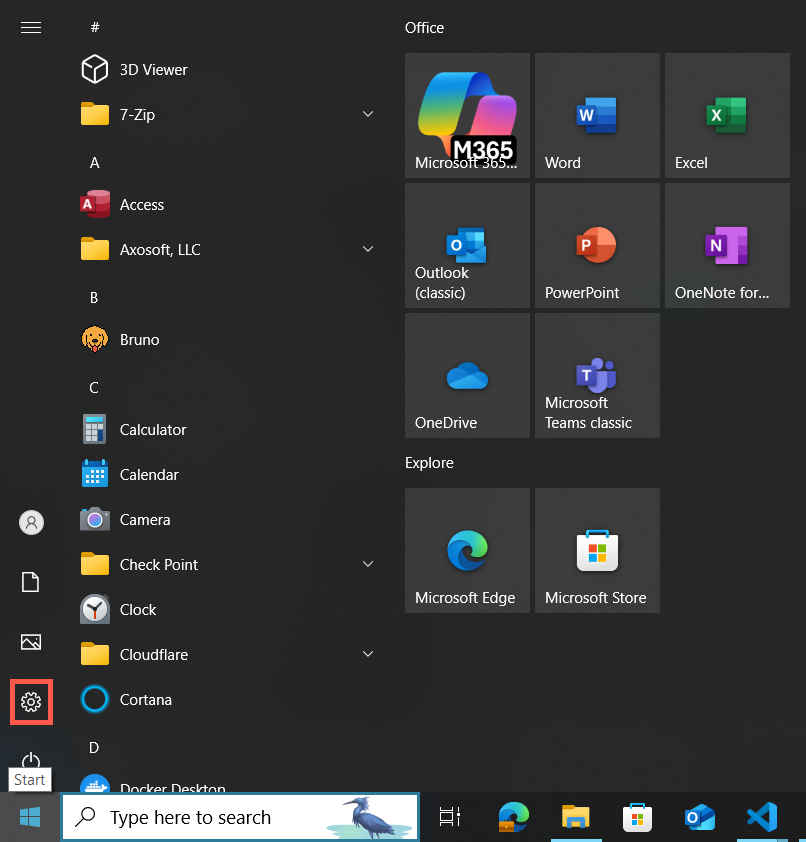 #
3D Viewer
7-Zip
A
Access
Axosoft, LLC
B
Bruno
C
Calculator
Calendar
Camera
Check Point
Clock
Cloudflare
Cortana
D
Docker Desktop
Start
Office
M365
Microsoft 365...
W
Word
X
Excel
O
Outlook
(classic)
P
PowerPoint
N
OneNote for...
OneDrive
T
Microsoft
Teams classic
Explore
Microsoft Edge
Microsoft Store
Type here to search